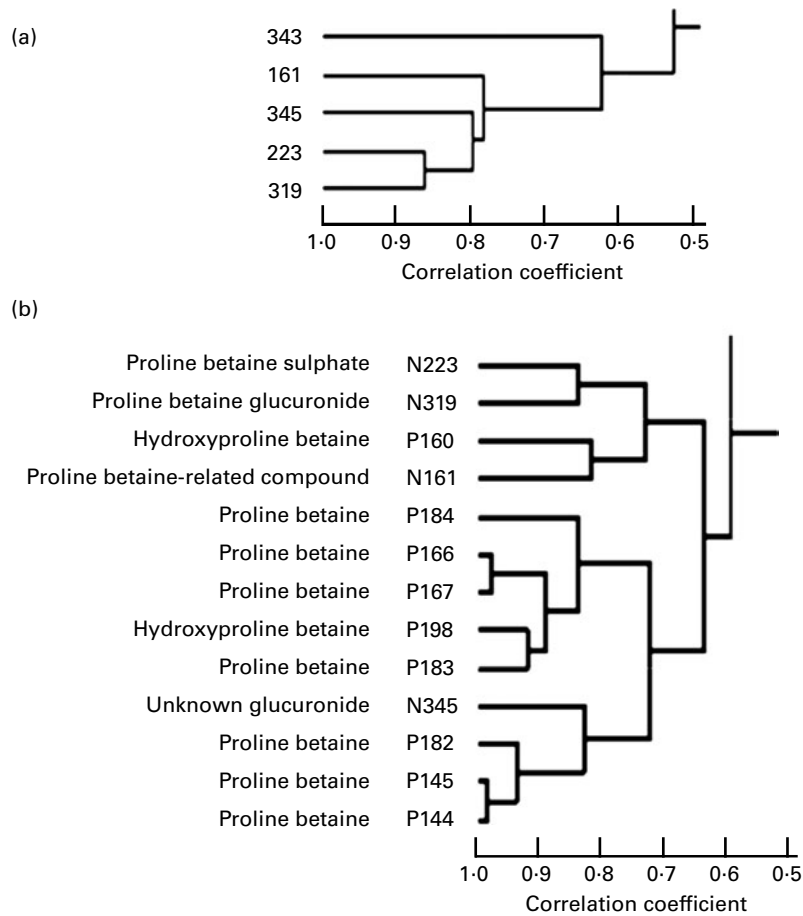 (a)
343
161
345
223
319
1·0 0·9 0·8 0·7 0·6 0·5
Correlation coefficient
(b)
Proline betaine sulphate N223
Proline betaine glucuronide N319
Hydroxyproline betaine P160
Proline betaine-related compound N161
Proline betaine P184
Proline betaine P166
Proline betaine P167
Hydroxyproline betaine P198
Proline betaine P183
Unknown glucuronide N345
Proline betaine P182
Proline betaine P145
Proline betaine P144
1·0 0·9 0·8 0·7 0·6 0·5
Correlation coefficient